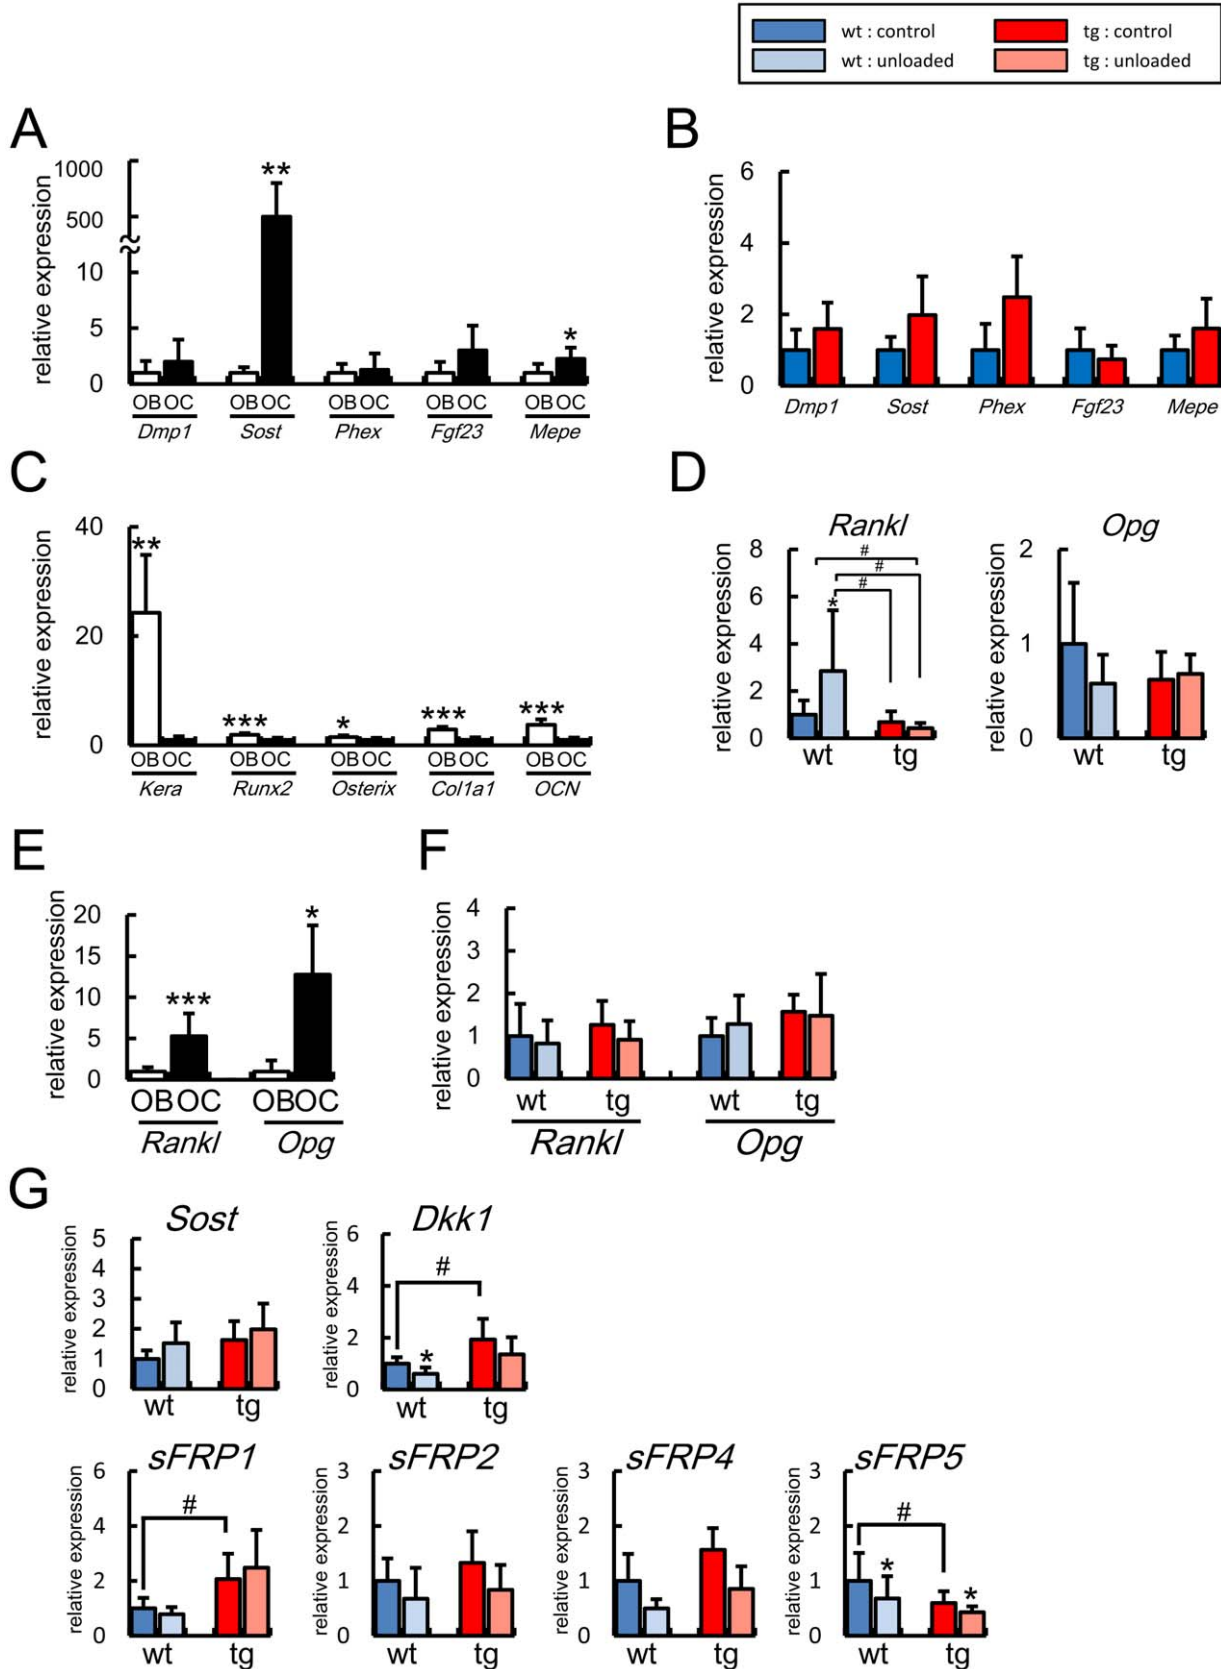 wt : control tg : control
wt : unloaded tg : unloaded
A
relative expression
1000
500
10
5
0
**
*
OB OC OB OC OB OC OB OC OB OC
Dmp1 Sost Phex Fgf23 Mepe
B
relative expression
6
4
2
0
Dmp1 Sost Phex Fgf23 Mepe
C
relative expression
40
20
0
** *** * *** ***
OB OC OB OC OB OC OB OC OB OC
Kera Runx2 Osterix Col1a1 OCN
D
Rankl
relative expression
8
6
4
2
0
#
#
#
*
wt tg
Opg
relative expression
2
1
0
wt tg
E
relative expression
20
15
10
5
0
*** *
OB OC OB OC
Rankl Opg
F
relative expression
4
3
2
1
0
wt tg wt tg
Rankl Opg
G
Sost
relative expression
5
4
3
2
1
0
wt tg
Dkk1
relative expression
6
4
2
0
#
*
wt tg
sFRP1
relative expression
6
4
2
0
#
wt tg
sFRP2
relative expression
3
2
1
0
wt tg
sFRP4
relative expression
3
2
1
0
wt tg
sFRP5
relative expression
3
2
1
0
#
* *
wt tg